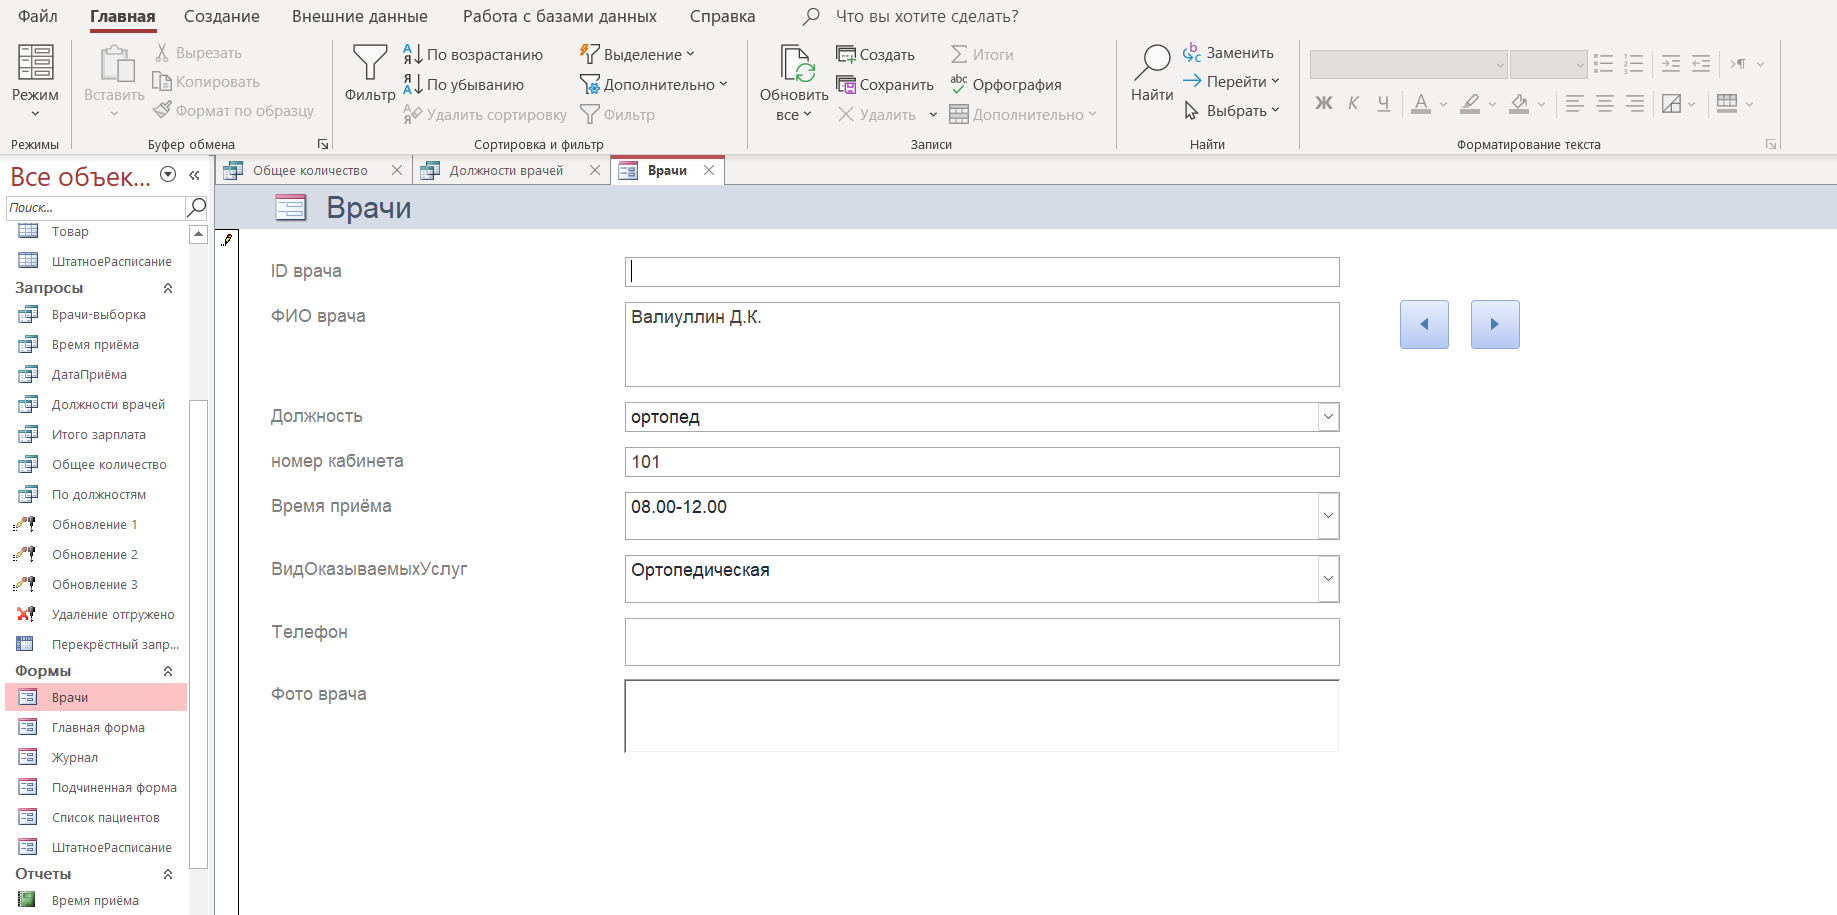 Файл Главная Создание Внешние данные Работа с базами данных Справка Что вы хотите сделать?
Режим
Режимы
Вставить
Вырезать
Копировать
Формат по образцу
Буфер обмена
Фильтр
По возрастанию
По убыванию
Удалить сортировку
Выделение
Дополнительно
Фильтр
Сортировка и фильтр
Обновить
все
Создать
Сохранить
Удалить
Итоги
Орфография
Дополнительно
Записи
Найти
Заменить
Перейти
Выбрать
Найти
Ж К Ч А
Форматирование текста
Все объек...
Поиск...
Товар
ШтатноеРасписание
Запросы
Врачи-выборка
Время приёма
ДатаПриёма
Должности врачей
Итого зарплата
Общее количество
По должностям
Обновление 1
Обновление 2
Обновление 3
Удаление отгружено
Перекрёстный запр...
Формы
Врачи
Главная форма
Журнал
Подчиненная форма
Список пациентов
ШтатноеРасписание
Отчеты
Время приёма
Общее количество Должности врачей Врачи
Врачи
ID врача
ФИО врача Валиуллин Д.К.
Должность ортопед
номер кабинета 101
Время приёма 08.00-12.00
ВидОказываемыхУслуг Ортопедическая
Телефон
Фото врача